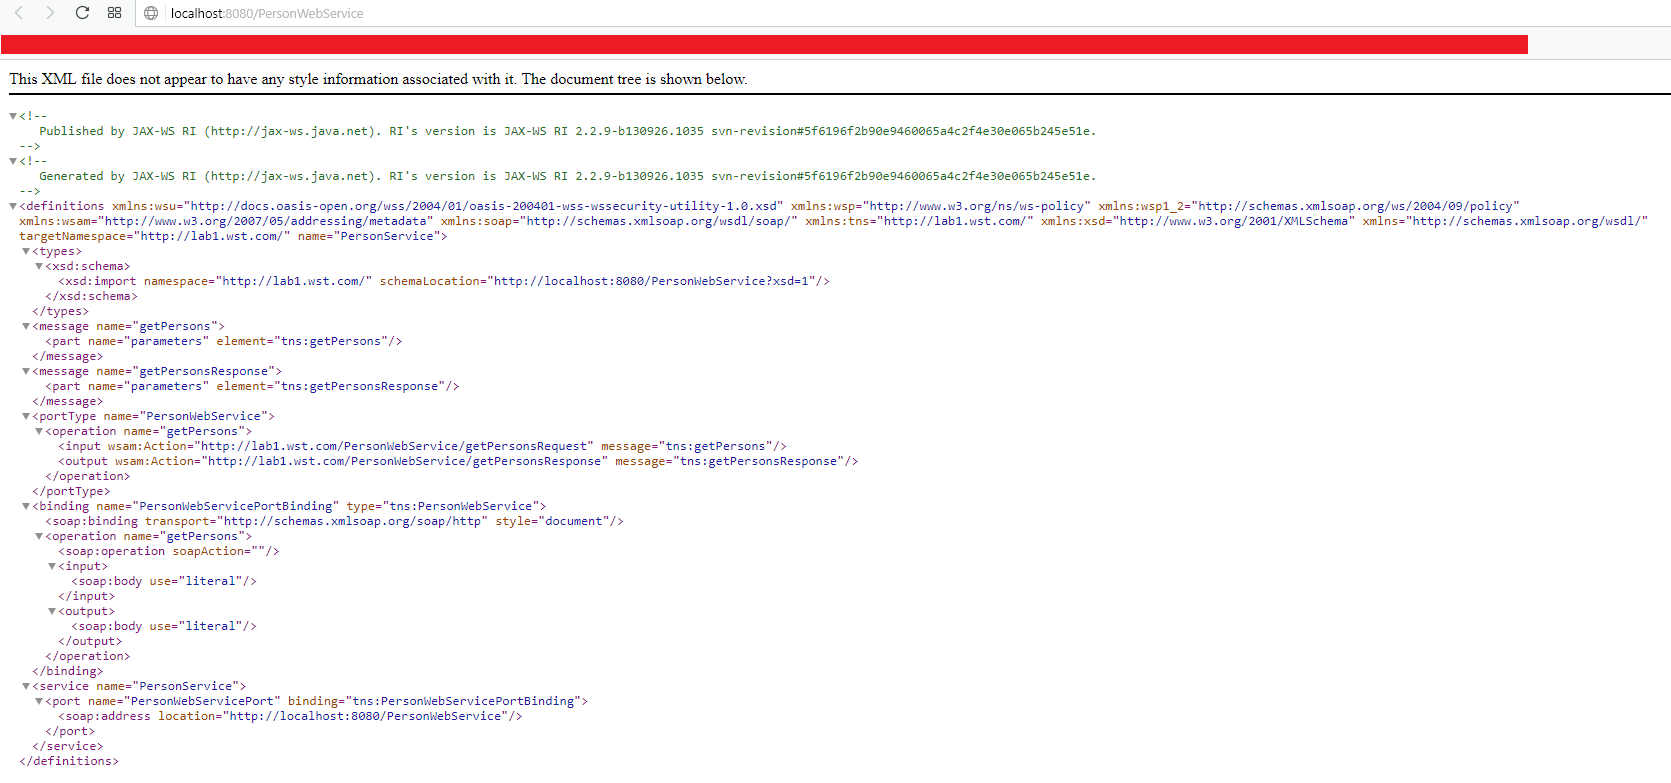 localhost:8080/PersonWebService
This XML file does not appear to have any style information associated with it. The document tree is shown below.
▼<!--
Published by JAX-WS RI (http://jax-ws.java.net). RI's version is JAX-WS RI 2.2.9-b130926.1035 svn-revision#5f6196f2b90e9460065a4c2f4e30e065b245e51e.
-->
▼<!--
Generated by JAX-WS RI (http://jax-ws.java.net). RI's version is JAX-WS RI 2.2.9-b130926.1035 svn-revision#5f6196f2b90e9460065a4c2f4e30e065b245e51e.
-->
▼<definitions xmlns:wsu="http://docs.oasis-open.org/wss/2004/01/oasis-200401-wss-wssecurity-utility-1.0.xsd" xmlns:wsp="http://www.w3.org/ns/ws-policy" xmlns:wsp1_2="http://schemas.xmlsoap.org/ws/2004/09/policy"
xmlns:wsam="http://www.w3.org/2007/05/addressing/metadata" xmlns:soap="http://schemas.xmlsoap.org/wsdl/soap/" xmlns:tns="http://lab1.wst.com/" xmlns:xsd="http://www.w3.org/2001/XMLSchema" xmlns="http://schemas.xmlsoap.org/wsdl/"
targetNamespace="http://lab1.wst.com/" name="PersonService">
▼<types>
▼<xsd:schema>
<xsd:import namespace="http://lab1.wst.com/" schemaLocation="http://localhost:8080/PersonWebService?xsd=1"/>
</xsd:schema>
</types>
▼<message name="getPersons">
<part name="parameters" element="tns:getPersons"/>
</message>
▼<message name="getPersonsResponse">
<part name="parameters" element="tns:getPersonsResponse"/>
</message>
▼<portType name="PersonWebService">
▼<operation name="getPersons">
<input wsam:Action="http://lab1.wst.com/PersonWebService/getPersonsRequest" message="tns:getPersons"/>
<output wsam:Action="http://lab1.wst.com/PersonWebService/getPersonsResponse" message="tns:getPersonsResponse"/>
</operation>
</portType>
▼<binding name="PersonWebServicePortBinding" type="tns:PersonWebService">
<soap:binding transport="http://schemas.xmlsoap.org/soap/http" style="document"/>
▼<operation name="getPersons">
<soap:operation soapAction=""/>
▼<input>
<soap:body use="literal"/>
</input>
▼<output>
<soap:body use="literal"/>
</output>
</operation>
</binding>
▼<service name="PersonService">
▼<port name="PersonWebServicePort" binding="tns:PersonWebServicePortBinding">
<soap:address location="http://localhost:8080/PersonWebService"/>
</port>
</service>
</definitions>